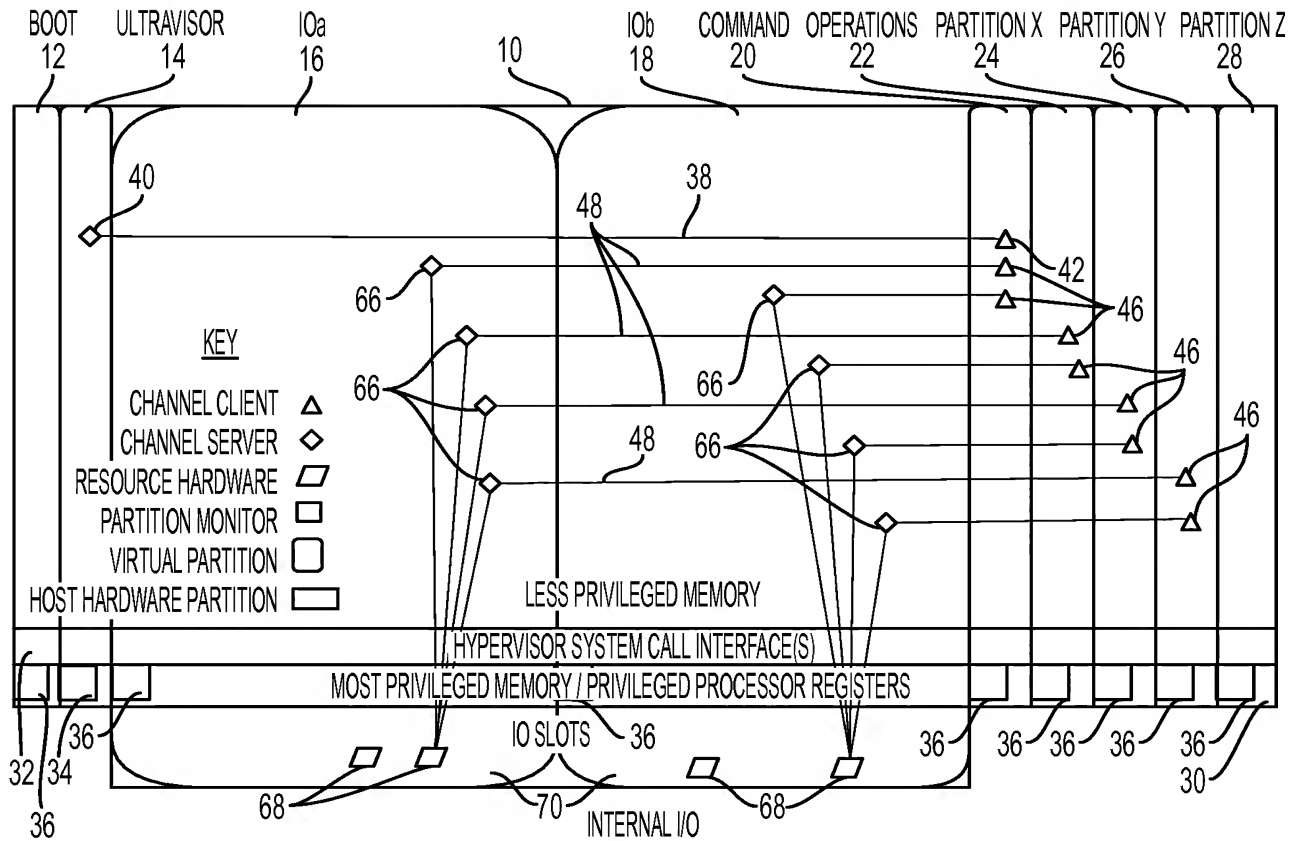 BOOT ULTRAVISOR IOa IOb COMMAND OPERATIONS PARTITION X PARTITION Y PARTITION Z
12 14 16 10 18 20 22 24 26 28
40 48 38
42
66 46
KEY
66 66 46
CHANNEL CLIENT
CHANNEL SERVER 48 66 46
RESOURCE HARDWARE
PARTITION MONITOR
VIRTUAL PARTITION
HOST HARDWARE PARTITION LESS PRIVILEGED MEMORY
HYPERVISOR SYSTEM CALL INTERFACE(S)
MOST PRIVILEGED MEMORY / PRIVILEGED PROCESSOR REGISTERS
36 IO SLOTS 36 36 36 36 36 36
32 34 30
36 68 70 68
INTERNAL I/O